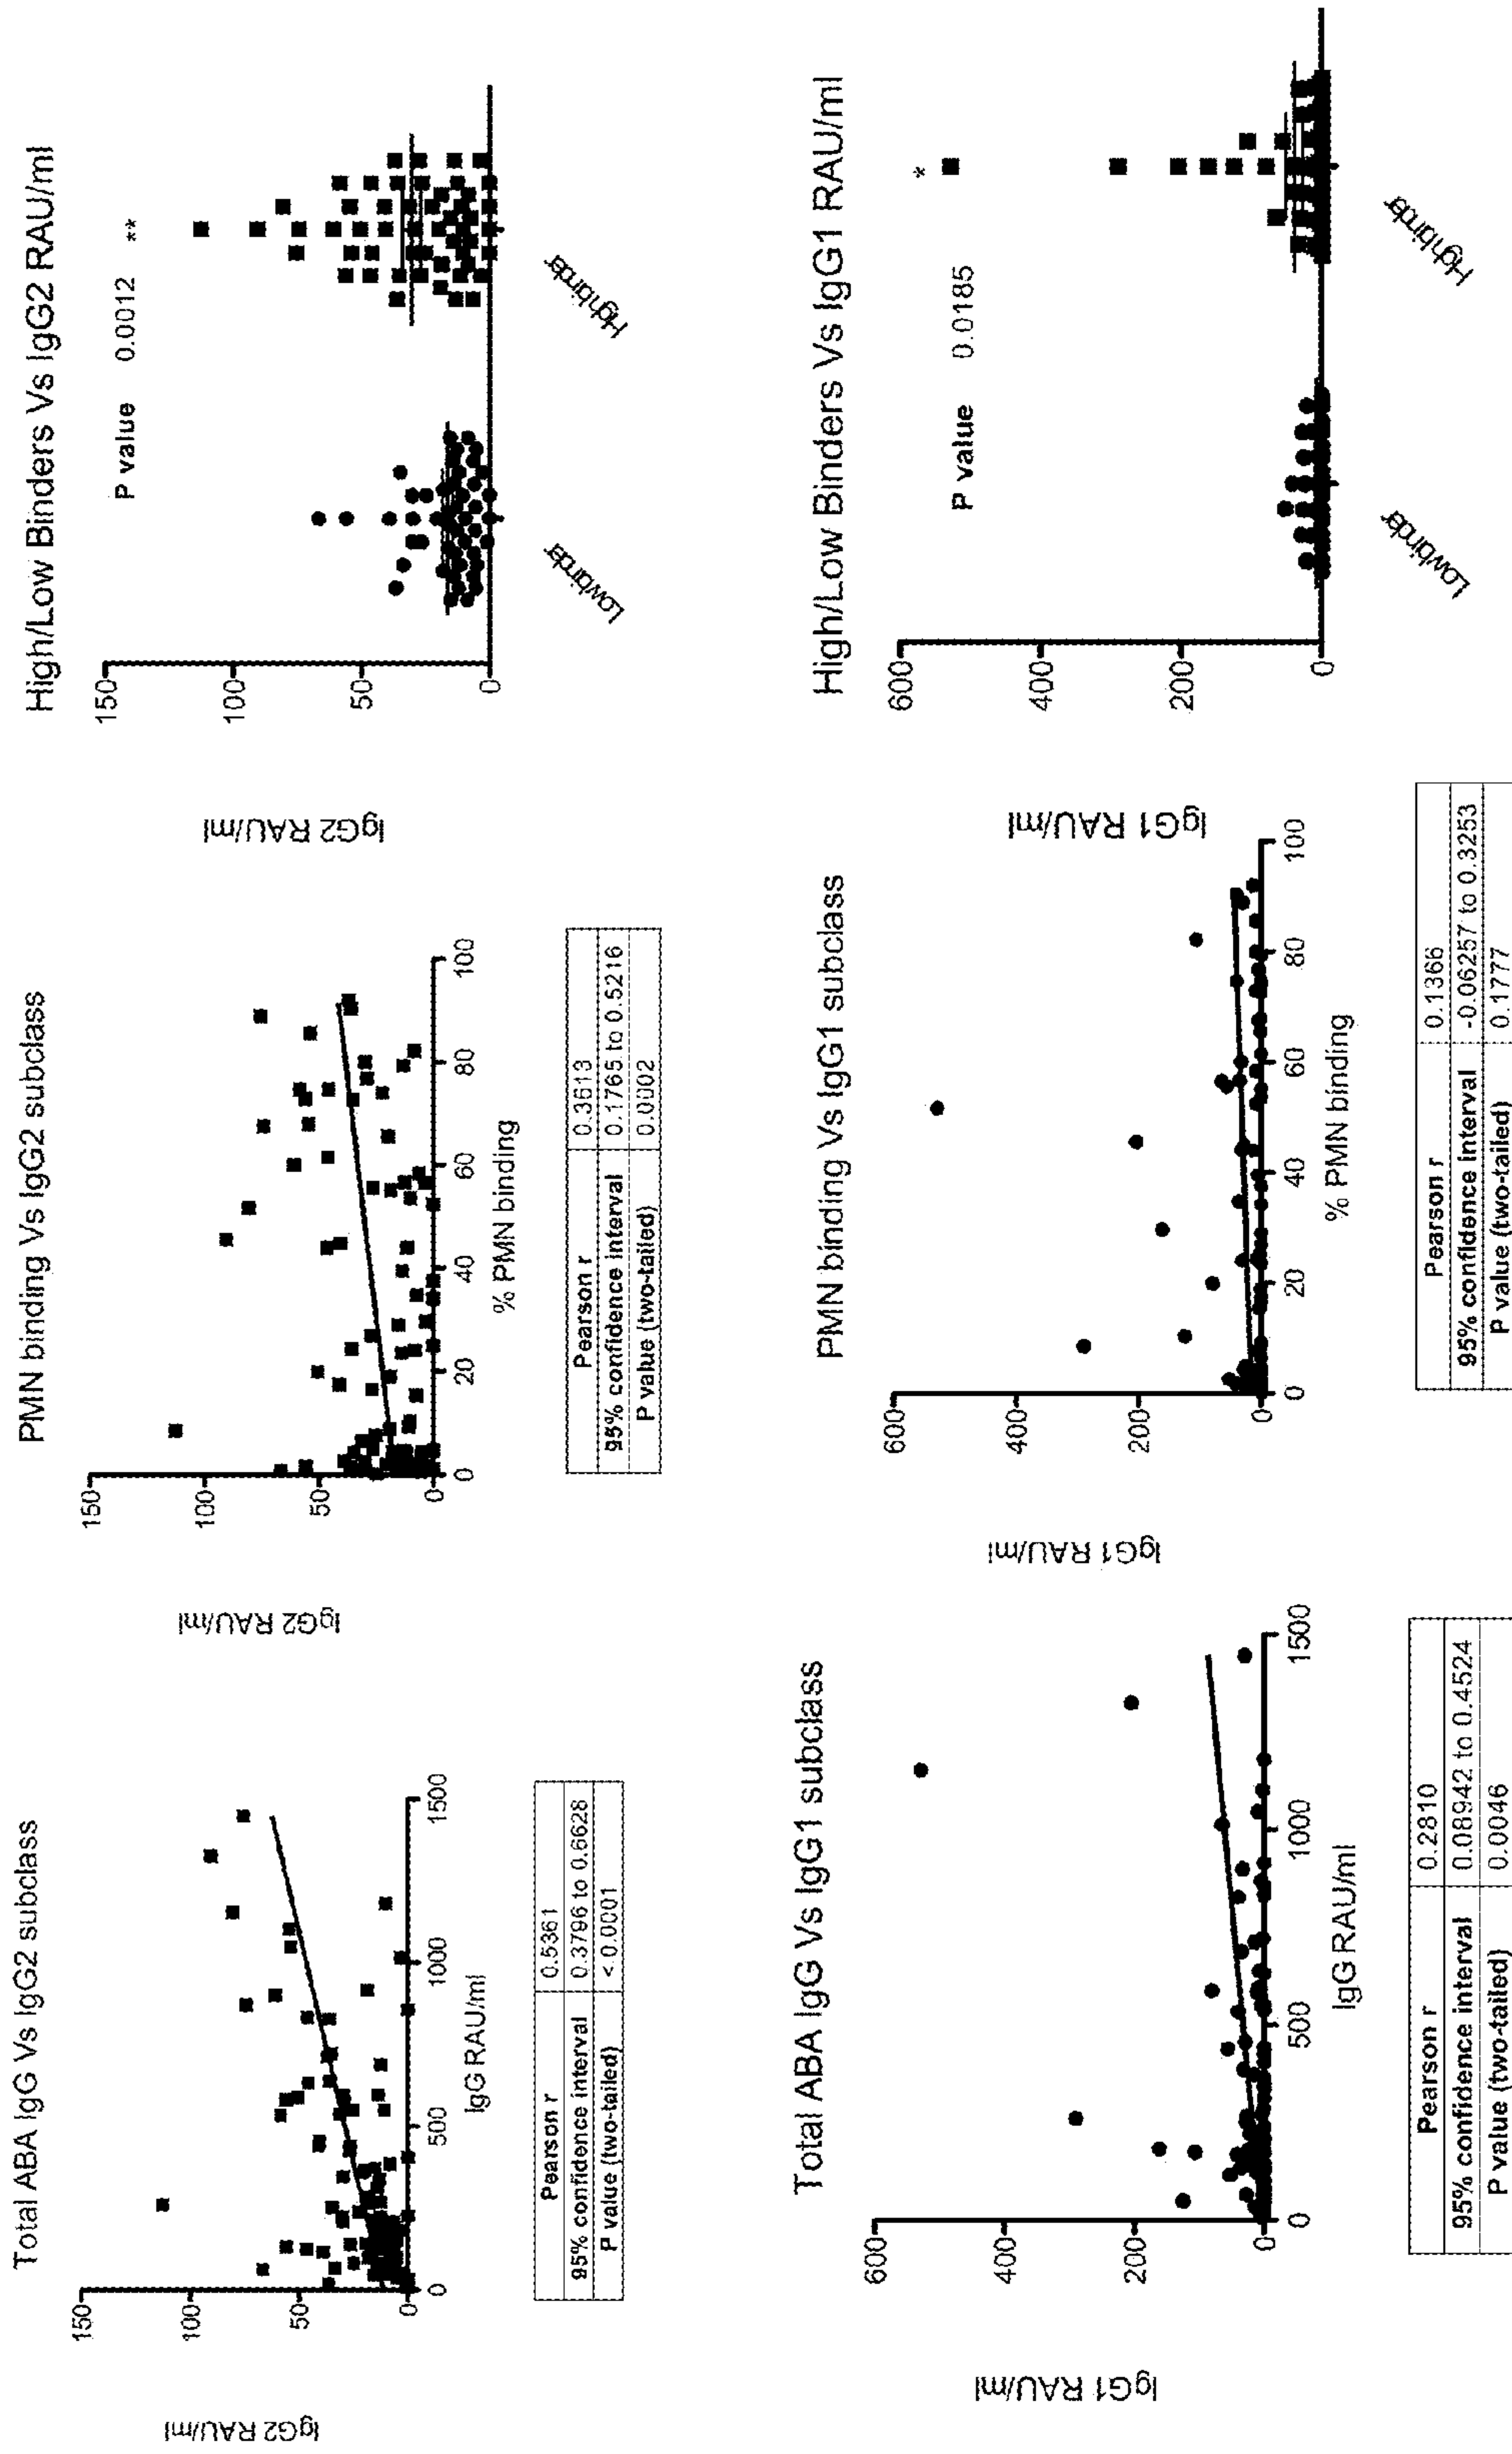 Total ABA IgG Vs IgG2 subclass
IgG2 RAU/ml
150
100
50
0
0 500 1000 1500
IgG RAU/ml
Pearson r 0.5361
95% confidence interval 0.3796 to 0.6628
P value (two-tailed) < 0.0001
PMN binding Vs IgG2 subclass
IgG2 RAU/ml
150
100
50
0
0 20 40 60 80 100
% PMN binding
Pearson r 0.3613
95% confidence interval 0.1765 to 0.5216
P value (two-tailed) 0.0002
High/Low Binders Vs IgG2 RAU/ml
IgG2 RAU/ml
P value 0.0012 **
150
100
50
0
Lowbinder Highbinder
Total ABA IgG Vs IgG1 subclass
IgG1 RAU/ml
600
400
200
0
0 500 1000 1500
IgG RAU/ml
Pearson r 0.2810
95% confidence interval 0.08942 to 0.4524
P value (two-tailed) 0.0046
PMN binding Vs IgG1 subclass
IgG1 RAU/ml
600
400
200
0
0 20 40 60 80 100
% PMN binding
Pearson r 0.1366
95% confidence interval -0.06257 to 0.3253
P value (two-tailed) 0.1777
High/Low Binders Vs IgG1 RAU/ml
IgG1 RAU/ml
P value 0.0185 *
600
400
200
0
Lowbinder Highbinder